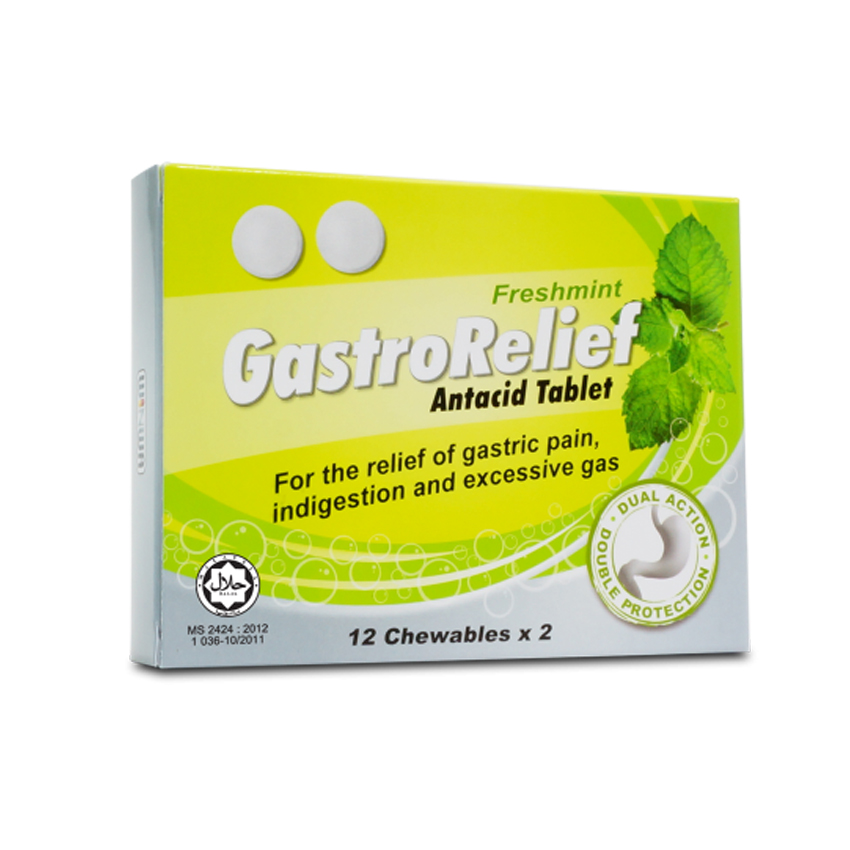 Freshmint
GastroRelief
Antacid Tablet
For the relief of gastric pain,
indigestion and excessive gas
DUAL ACTION
DOUBLE PROTECTION
حلال
MS 2424 : 2012
1 036-10/2011
12 Chewables x 2